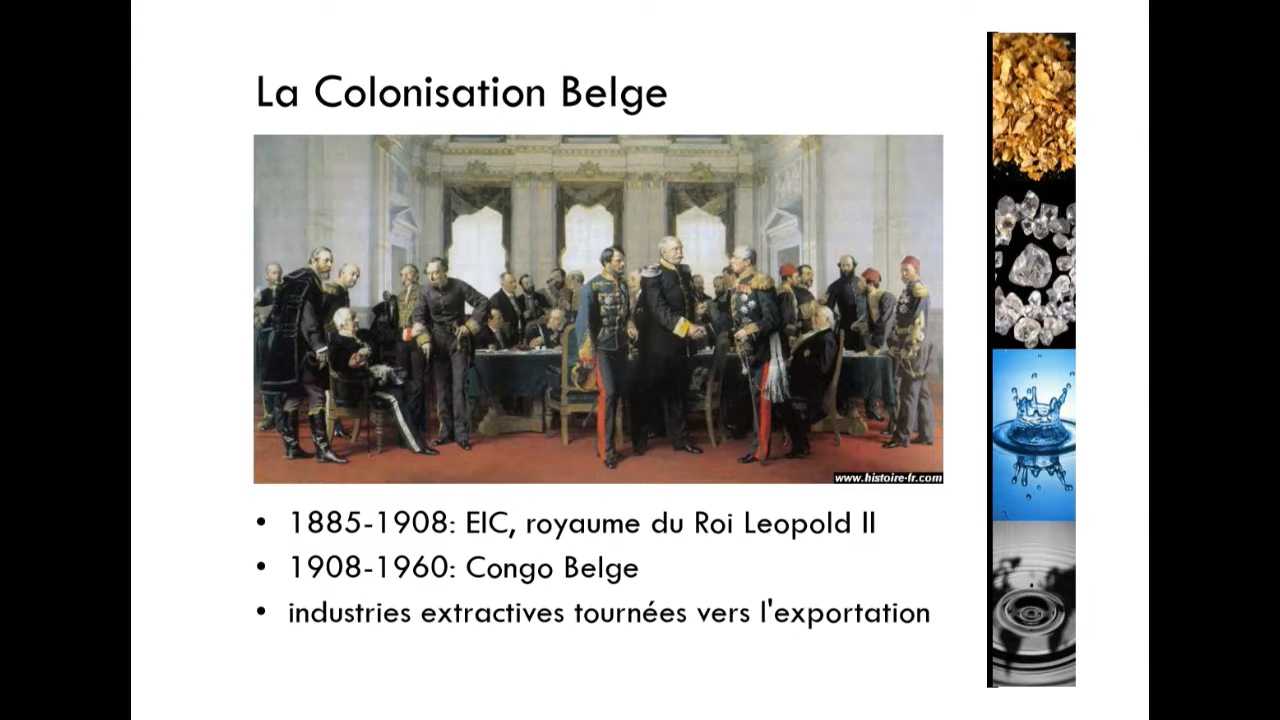 La Colonisation Belge
www.histoire-fr.com
• 1885-1908: EIC, royaume du Roi Leopold II
• 1908-1960: Congo Belge
• industries extractives tournées vers l'exportation